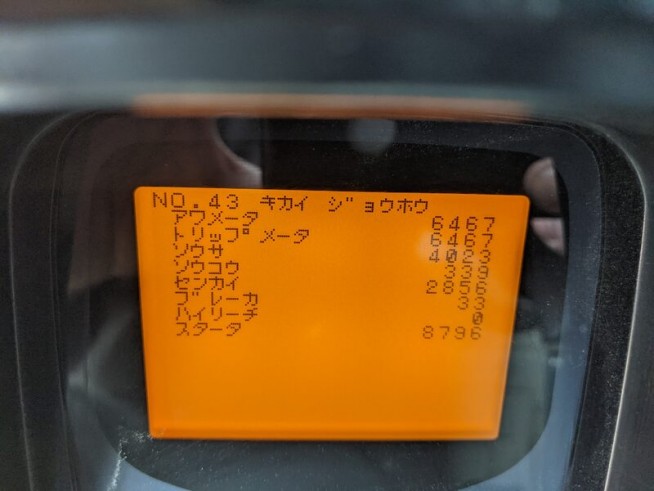 NO.43 キカイ ジョウホウ
アワメータ 6467
トリップメータ 6467
ソウサ 4023
ソウコウ 339
センカイ 2856
ブレーカ 33
ハイリーチ 0
スタータ 8796